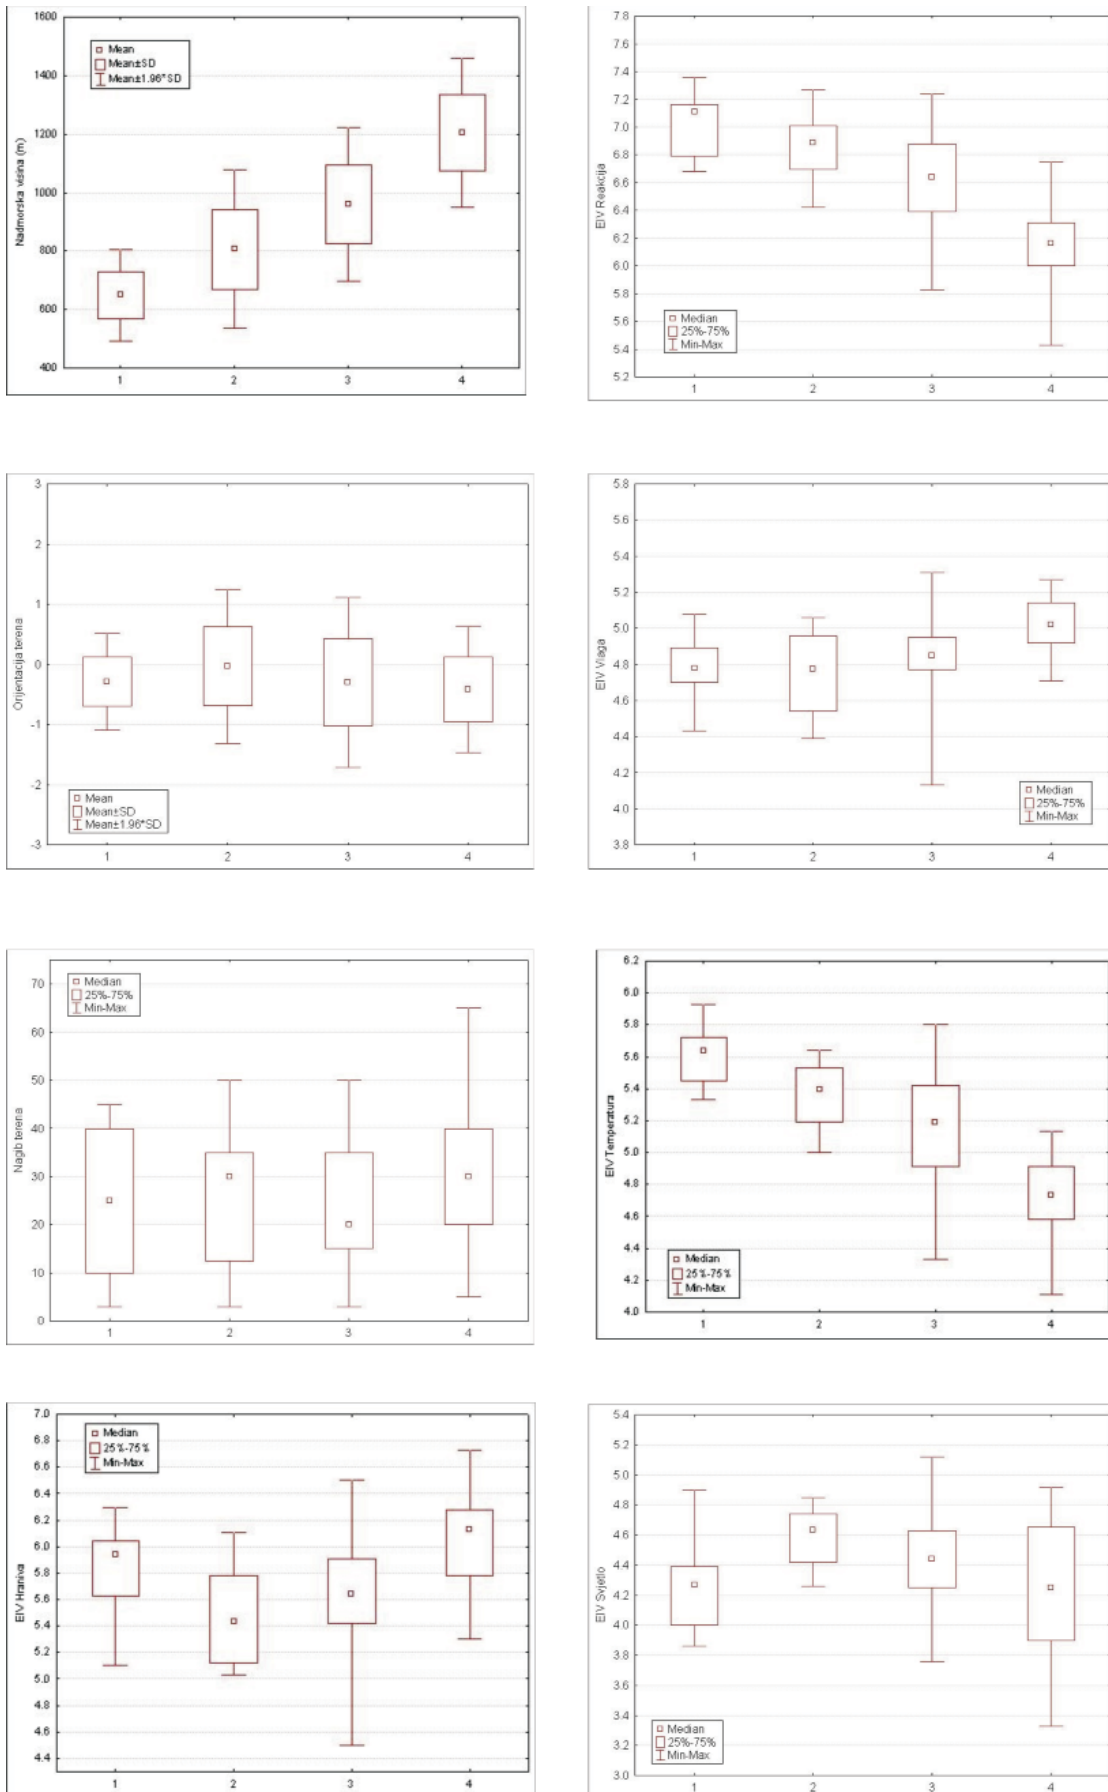 1600
1400
1200
1000
800
600
400
Nadmorska visina (m)
Mean
Mean±SD
Mean±1.96*SD
1 2 3 4
7.8
7.6
7.4
7.2
7.0
6.8
6.6
6.4
6.2
6.0
5.8
5.6
5.4
5.2
EIV Reakcija
Median
25%-75%
Min-Max
1 2 3 4
3
2
1
0
-1
-2
-3
Orijentacija terena
Mean
Mean±SD
Mean±1.96*SD
1 2 3 4
5.8
5.6
5.4
5.2
5.0
4.8
4.6
4.4
4.2
4.0
3.8
EIV Vlaga
Median
25%-75%
Min-Max
1 2 3 4
70
60
50
40
30
20
10
0
Nagib terena
Median
25%-75%
Min-Max
1 2 3 4
6.2
6.0
5.8
5.6
5.4
5.2
5.0
4.8
4.6
4.4
4.2
4.0
EIV Temperatura
Median
25%-75%
Min-Max
1 2 3 4
7.0
6.8
6.6
6.4
6.2
6.0
5.8
5.6
5.4
5.2
5.0
4.8
4.6
4.4
EIV Hraniva
Median
25%-75%
Min-Max
1 2 3 4
5.4
5.2
5.0
4.8
4.6
4.4
4.2
4.0
3.8
3.6
3.4
3.2
3.0
EIV Svjetlo
Median
25%-75%
Min-Max
1 2 3 4